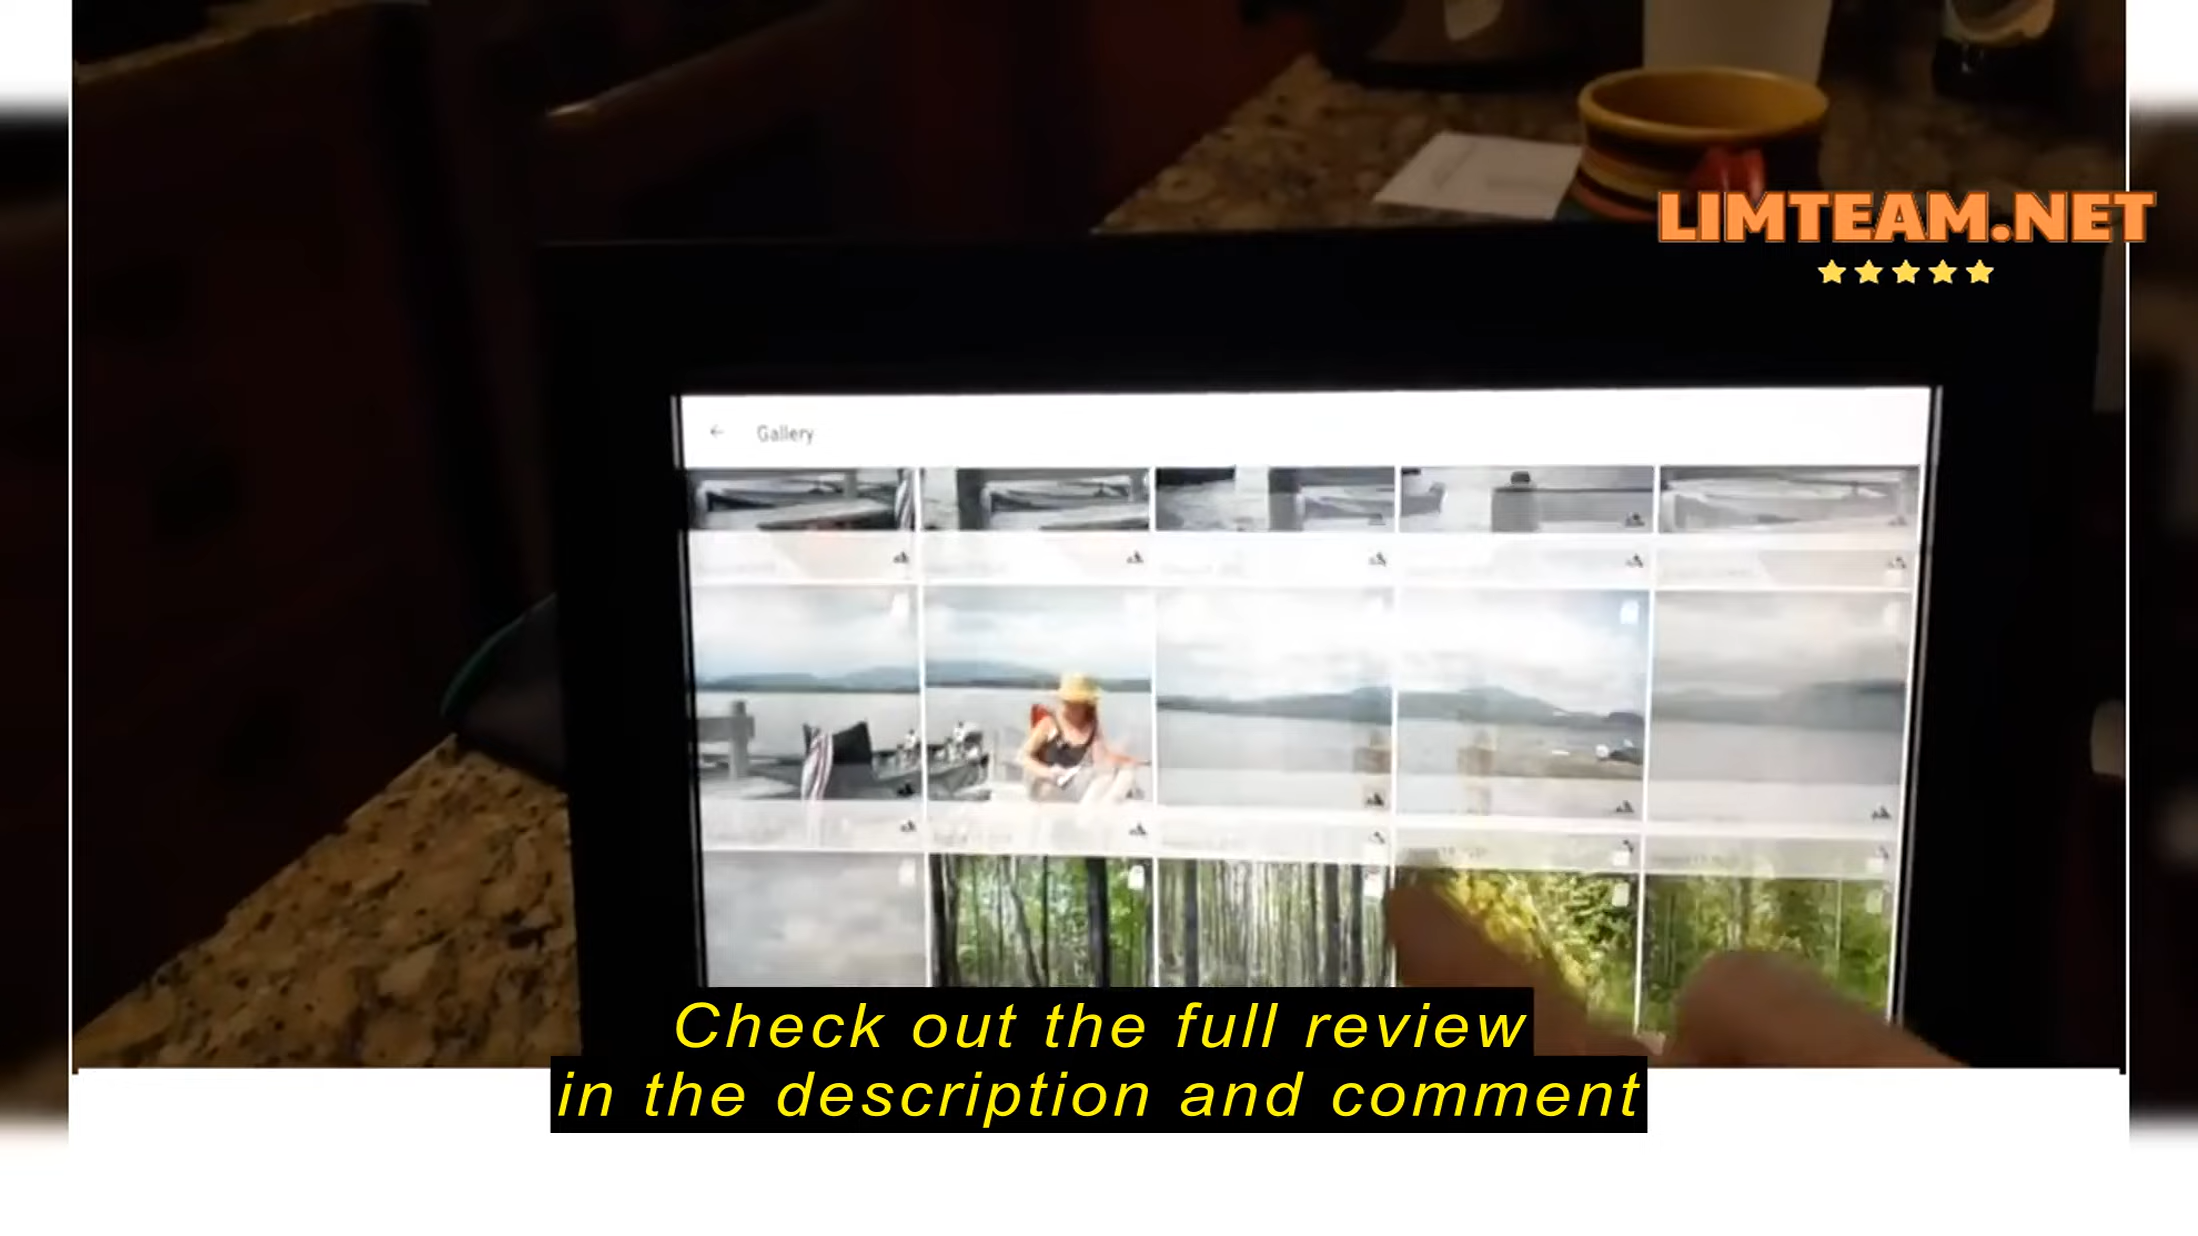 LIMTEAM.NET
Gallery
Check out the full review
in the description and comment